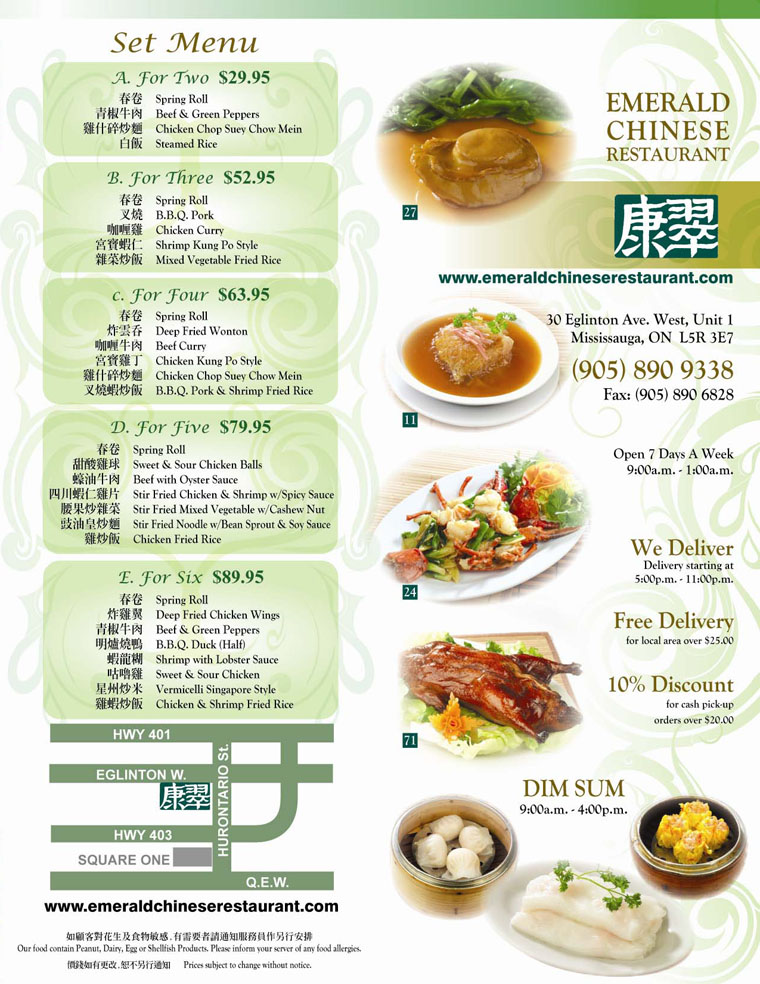 Set Menu
A. For Two $29.95
春卷 Spring Roll
青椒牛肉 Beef & Green Peppers
雞什碎炒麵 Chicken Chop Suey Chow Mein
白飯 Steamed Rice
B. For Three $52.95
春卷 Spring Roll
叉燒 B.B.Q. Pork
咖喱雞 Chicken Curry
宮寶蝦仁 Shrimp Kung Po Style
雜菜炒飯 Mixed Vegetable Fried Rice
c. For Four $63.95
春卷 Spring Roll
炸雲吞 Deep Fried Wonton
咖喱牛肉 Beef Curry
宮寶雞丁 Chicken Kung Po Style
雞什碎炒麵 Chicken Chop Suey Chow Mein
叉燒蝦炒飯 B.B.Q. Pork & Shrimp Fried Rice
D. For Five $79.95
春卷 Spring Roll
甜酸雞球 Sweet & Sour Chicken Balls
蠔油牛肉 Beef with Oyster Sauce
四川蝦仁雞片 Stir Fried Chicken & Shrimp w/Spicy Sauce
腰果炒雜菜 Stir Fried Mixed Vegetable w/Cashew Nut
豉油皇炒麵 Stir Fried Noodle w/Bean Sprout & Soy Sauce
雞炒飯 Chicken Fried Rice
E. For Six $89.95
春卷 Spring Roll
炸雞翼 Deep Fried Chicken Wings
青椒牛肉 Beef & Green Peppers
明爐燒鴨 B.B.Q. Duck (Half)
蝦龍糊 Shrimp with Lobster Sauce
咕嚕雞 Sweet & Sour Chicken
星州炒米 Vermicelli Singapore Style
雞蝦炒飯 Chicken & Shrimp Fried Rice
HWY 401
EGLINTON W.
康翠
HURONTARIO St.
HWY 403
SQUARE ONE
Q.E.W.
www.emeraldchineserestaurant.com
如顧客對花生及食物敏感,有需要者請通知服務員作另行安排
Our food contain Peanut, Dairy, Egg or Shellfish Products. Please inform your server of any food allergies.
價錢如有更改,恕不另行通知 Prices subject to change without notice.
EMERALD
CHINESE
RESTAURANT
27
康翠
www.emeraldchineserestaurant.com
30 Eglinton Ave. West, Unit 1
Mississauga, ON L5R 3E7
(905) 890 9338
Fax: (905) 890 6828
11
Open 7 Days A Week
9:00a.m. - 1:00a.m.
24
We Deliver
Delivery starting at
5:00p.m. - 11:00p.m.
Free Delivery
for local area over $25.00
10% Discount
for cash pick-up
orders over $20.00
71
DIM SUM
9:00a.m. - 4:00p.m.